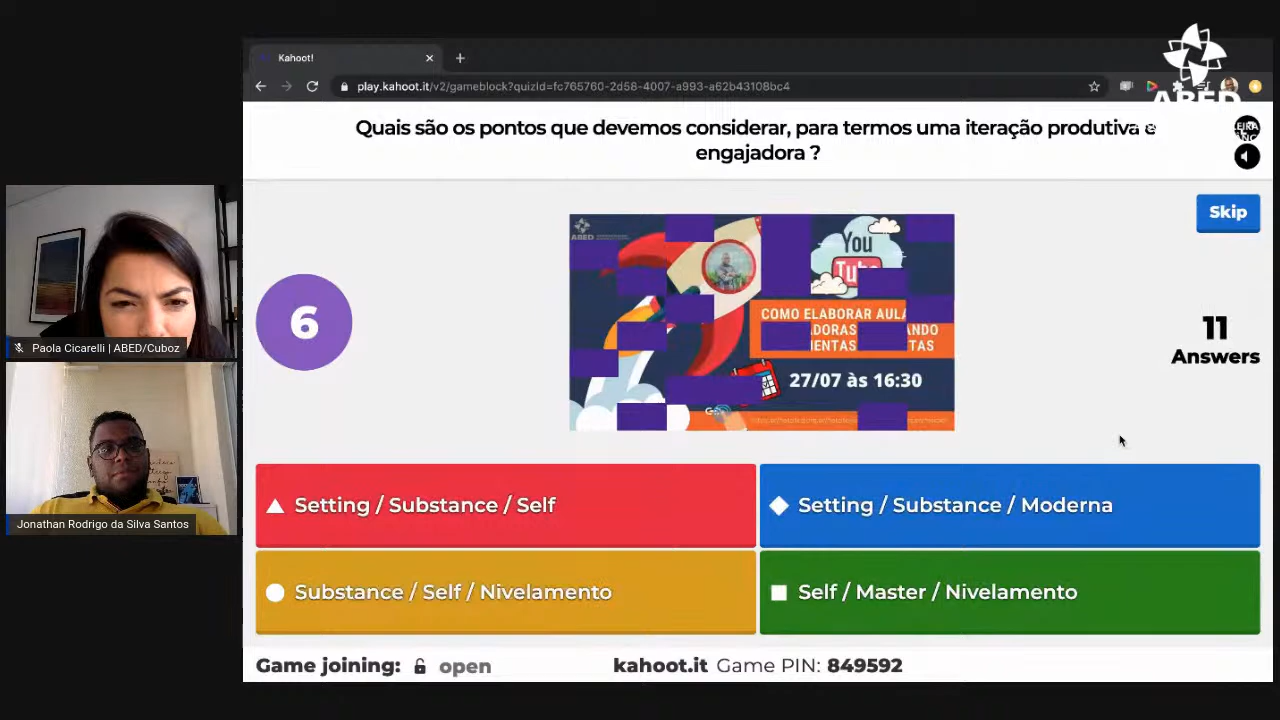 Kahoot!
play.kahoot.it/v2/gameblock?quizId=fc765760-2d58-4007-a993-a62b43108bc4
ABED
Quais são os pontos que devemos considerar, para termos uma iteração produtiva e
engajadora ?
Skip
6
ABED
You
Tube
COMO ELABORAR
27/07 às 16:30
11
Answers
Paola Cicarelli | ABED/Cuboz
Jonathan Rodrigo da Silva Santos
Setting / Substance / Self
Setting / Substance / Moderna
Substance / Self / Nivelamento
Self / Master / Nivelamento
Game joining: open
kahoot.it Game PIN: 849592